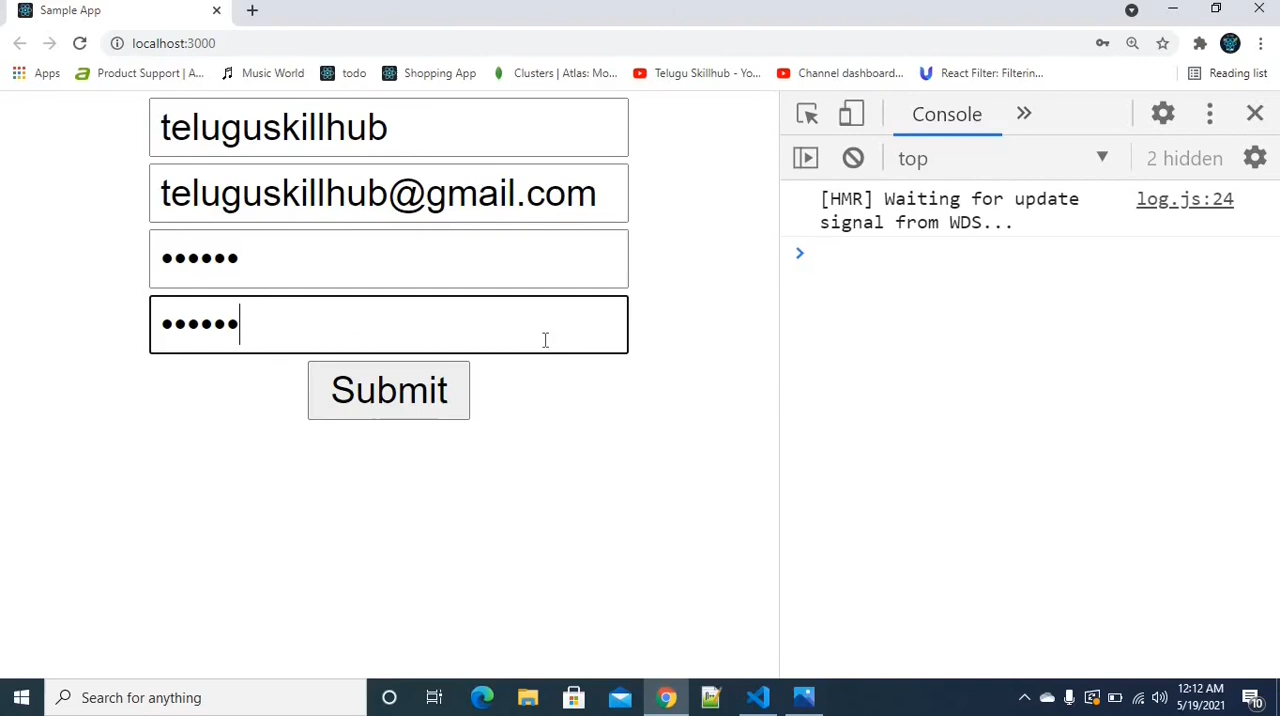 Sample App
localhost:3000
Apps Product Support | A... Music World todo Shopping App Clusters | Atlas: Mo... Telugu Skillhub - Yo... Channel dashboard... React Filter: Filterin... Reading list
teluguskillhub
teluguskillhub@gmail.com
••••••
••••••
Submit
Console
top 2 hidden
[HMR] Waiting for update log.js:24
signal from WDS...
Search for anything
12:12 AM
5/19/2021
10